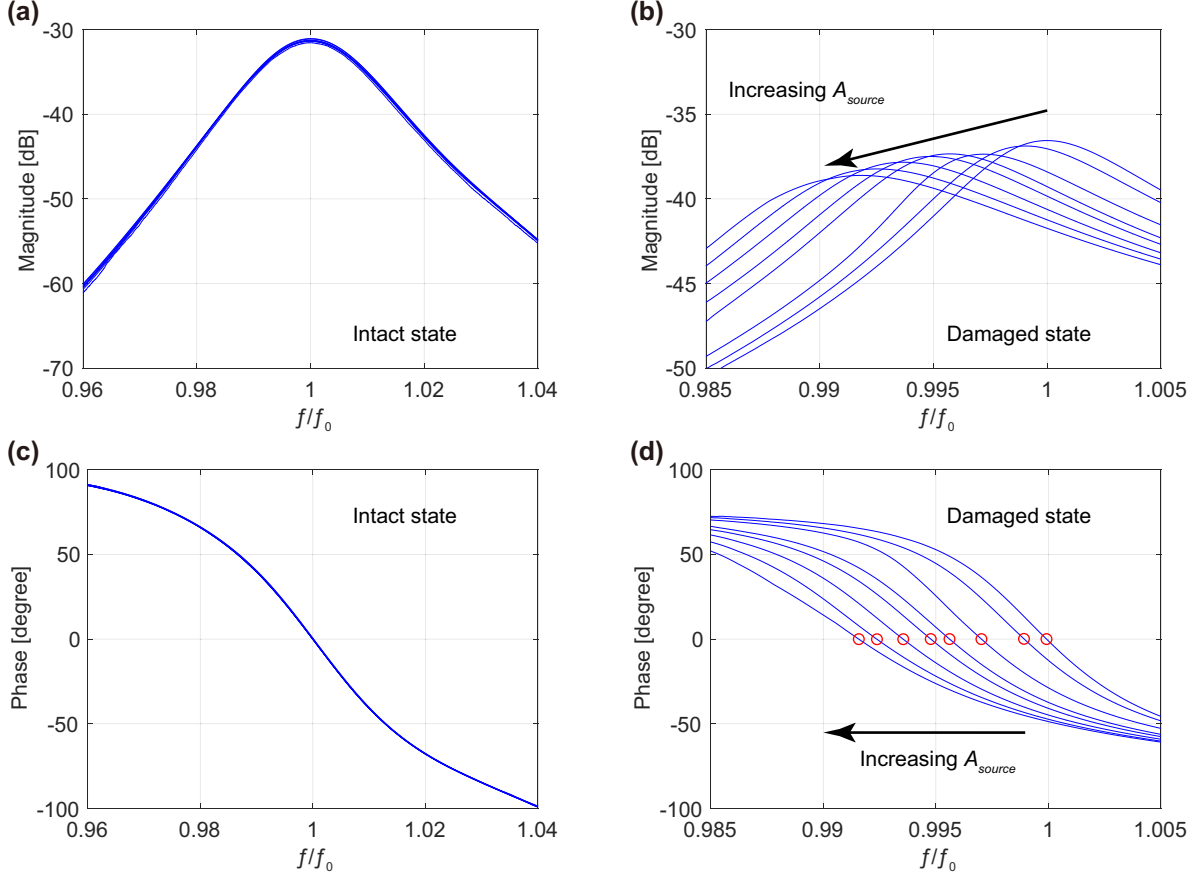 (a)
-30
-40
-50
-60
-70
Magnitude [dB]
Intact state
0.96
0.98
1
1.02
1.04
f/f0
(b)
-30
-35
-40
-45
-50
Magnitude [dB]
Increasing Asource
Damaged state
0.985
0.99
0.995
1
1.005
f/f0
(c)
100
50
0
-50
-100
Phase [degree]
Intact state
0.96
0.98
1
1.02
1.04
f/f0
(d)
100
50
0
-50
-100
Phase [degree]
Damaged state
Increasing Asource
0.985
0.99
0.995
1
1.005
f/f0